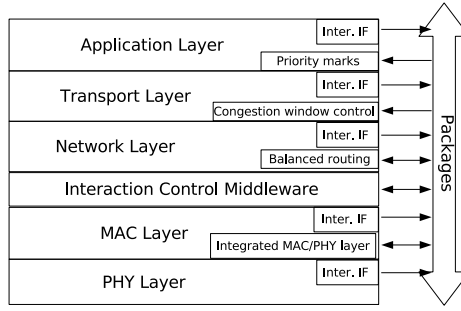 Inter. IF
Application Layer
Priority marks
Inter. IF
Transport Layer
Congestion window control
Inter. IF
Network Layer
Balanced routing
Interaction Control Middleware
Inter. IF
MAC Layer
Integrated MAC/PHY layer
Inter. IF
PHY Layer
Packages